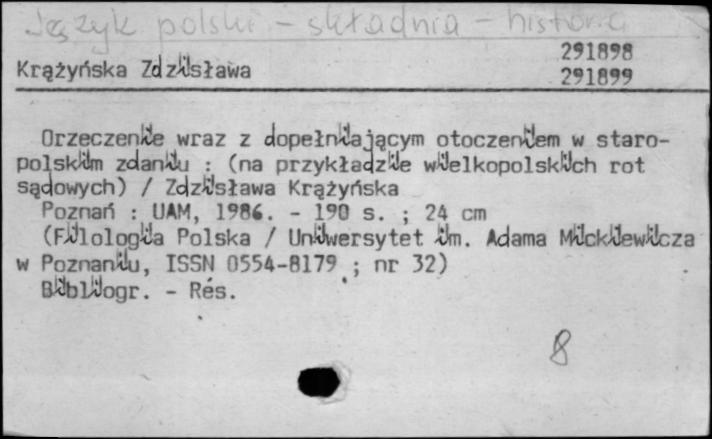 Język polski - składnia - historia
291898
Krążyńska Zdzisława
291899
Orzeczenie wraz z dopełniającym otoczeniem w staro-
polskim zdaniu : (na przykładzie wielkopolskich rot
sądowych) / Zdzisława Krążyńska
Poznań : UAM, 1986. - 190 s. ; 24 cm
(Filologia Polska / Uniwersytet im. Adama Mickiewicza
w Poznaniu, ISSN 0554-8179 ; nr 32)
Bibliogr. - Rés.
8